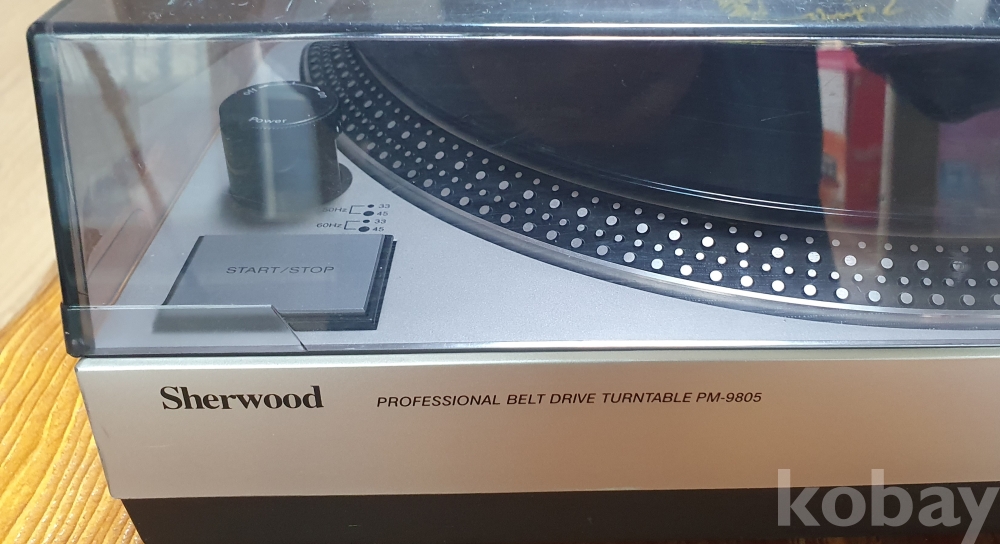 Power
50Hz 33
45
60Hz 33
45
START/STOP
Sherwood
PROFESSIONAL BELT DRIVE TURNTABLE PM-9805
kobay